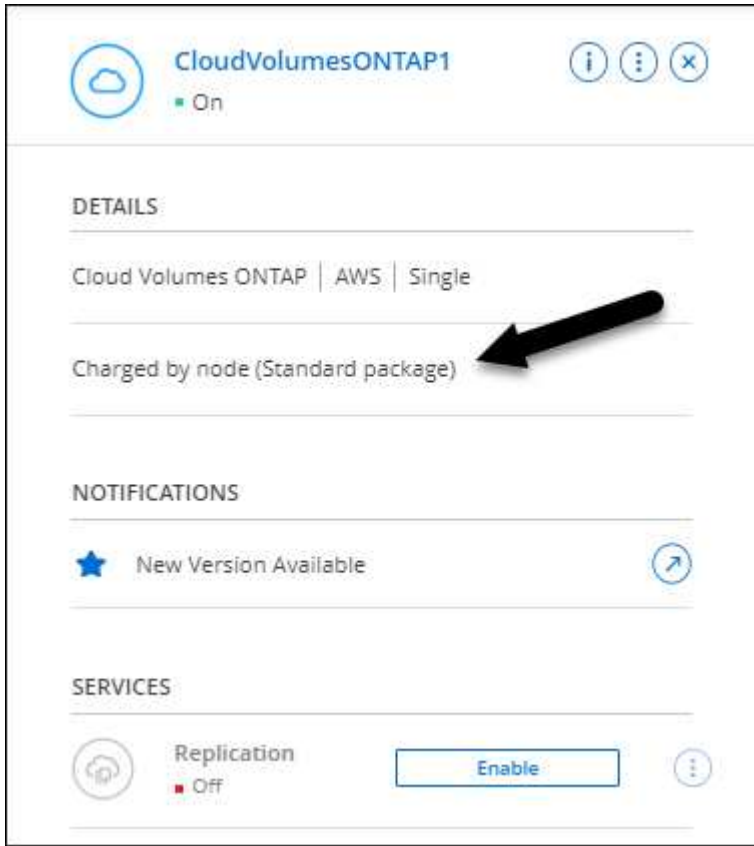 CloudVolumesONTAP1
On
DETAILS
Cloud Volumes ONTAP | AWS | Single
Charged by node (Standard package)
NOTIFICATIONS
New Version Available
SERVICES
Replication
Enable
Off